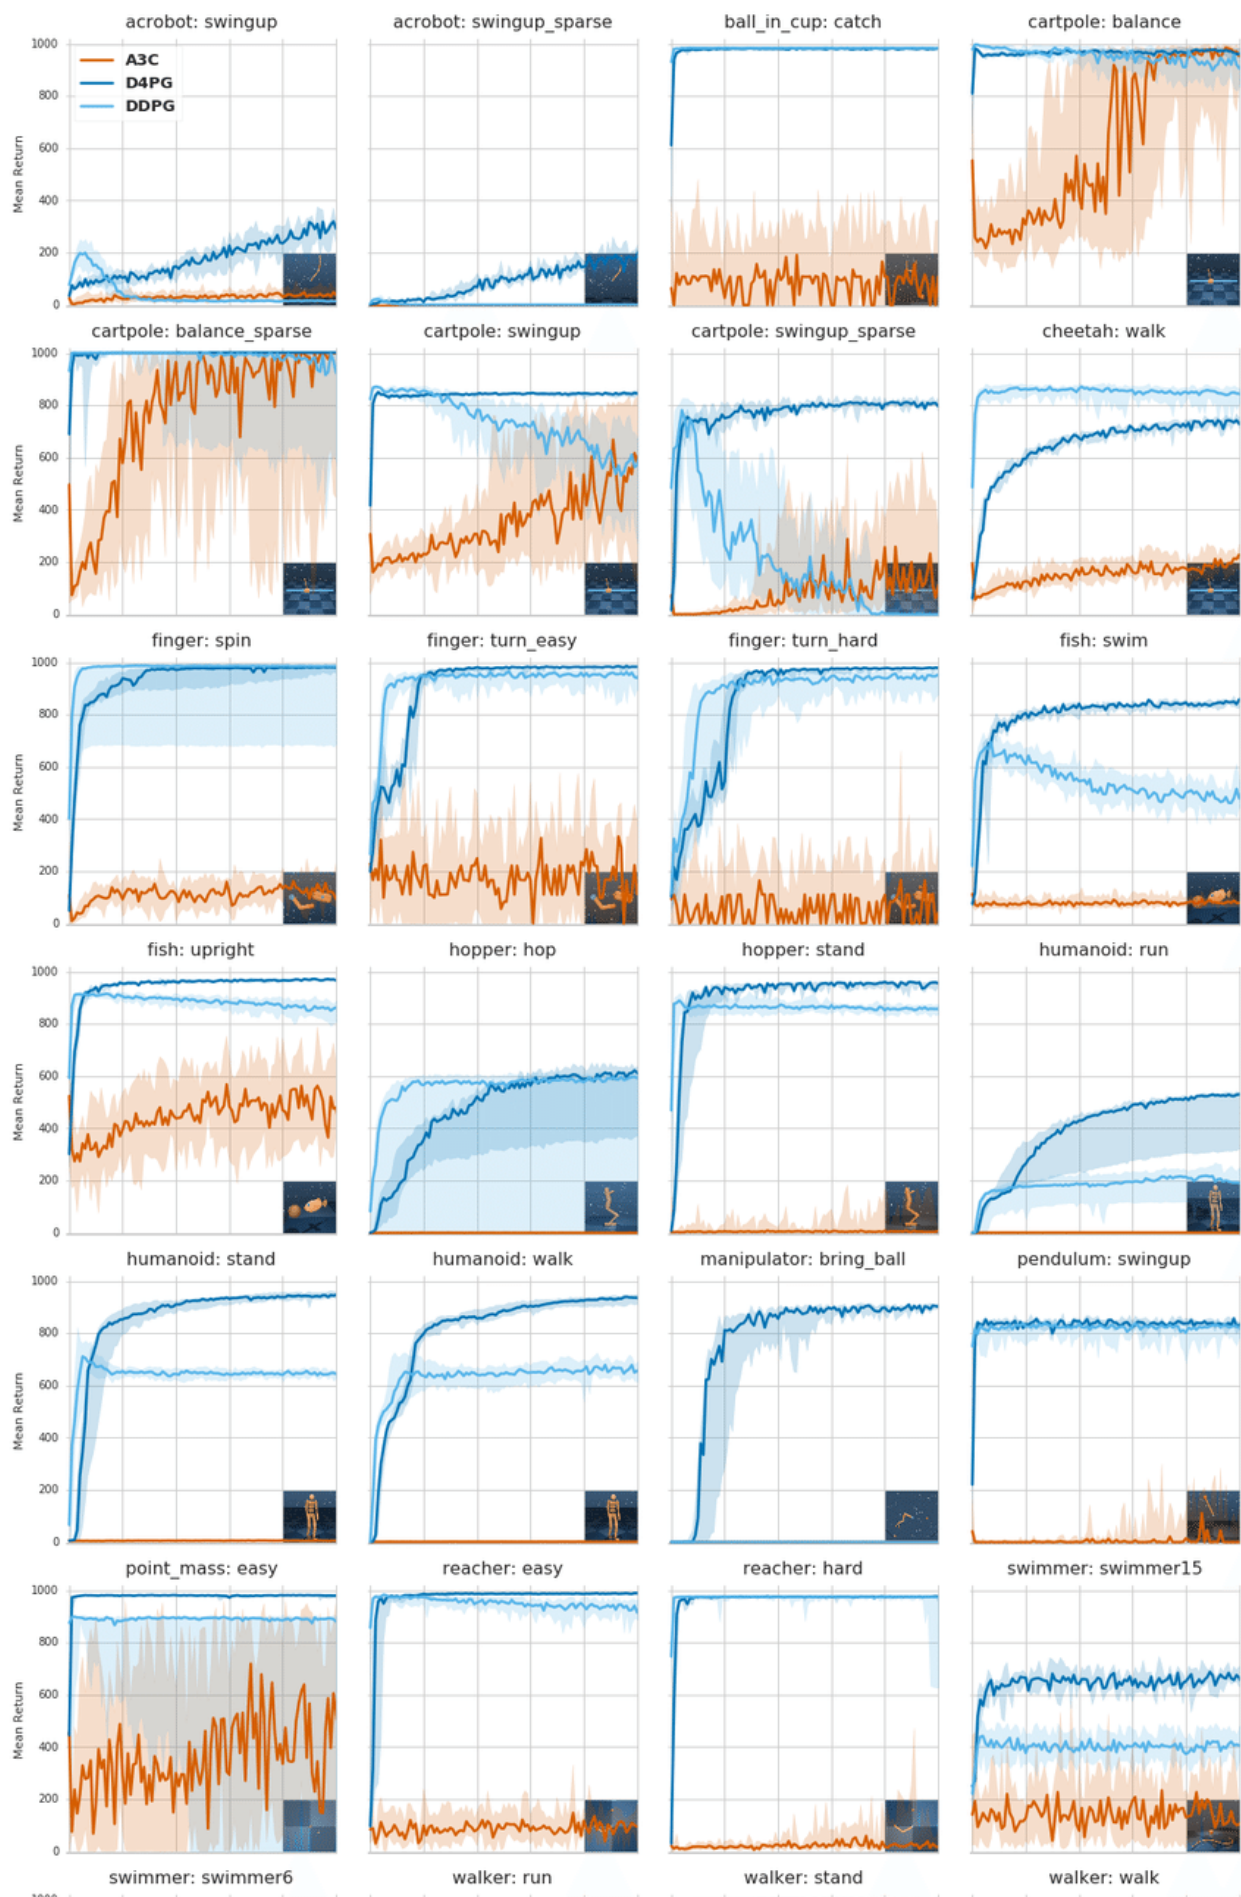 acrobot: swingup
acrobot: swingup_sparse
ball_in_cup: catch
cartpole: balance
1000
800
600
400
200
0
Mean Return
A3C
D4PG
DDPG
cartpole: balance_sparse
cartpole: swingup
cartpole: swingup_sparse
cheetah: walk
1000
800
600
400
200
0
Mean Return
finger: spin
finger: turn_easy
finger: turn_hard
fish: swim
1000
800
600
400
200
0
Mean Return
fish: upright
hopper: hop
hopper: stand
humanoid: run
1000
800
600
400
200
0
Mean Return
humanoid: stand
humanoid: walk
manipulator: bring_ball
pendulum: swingup
1000
800
600
400
200
0
Mean Return
point_mass: easy
reacher: easy
reacher: hard
swimmer: swimmer15
1000
800
600
400
200
0
Mean Return
swimmer: swimmer6
walker: run
walker: stand
walker: walk
1000